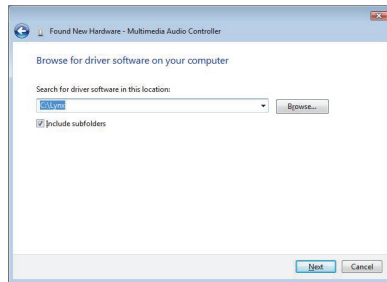 Found New Hardware - Multimedia Audio Controller
Browse for driver software on your computer
Search for driver software in this location:
C:\Lynx
Browse...
Include subfolders
Next
Cancel